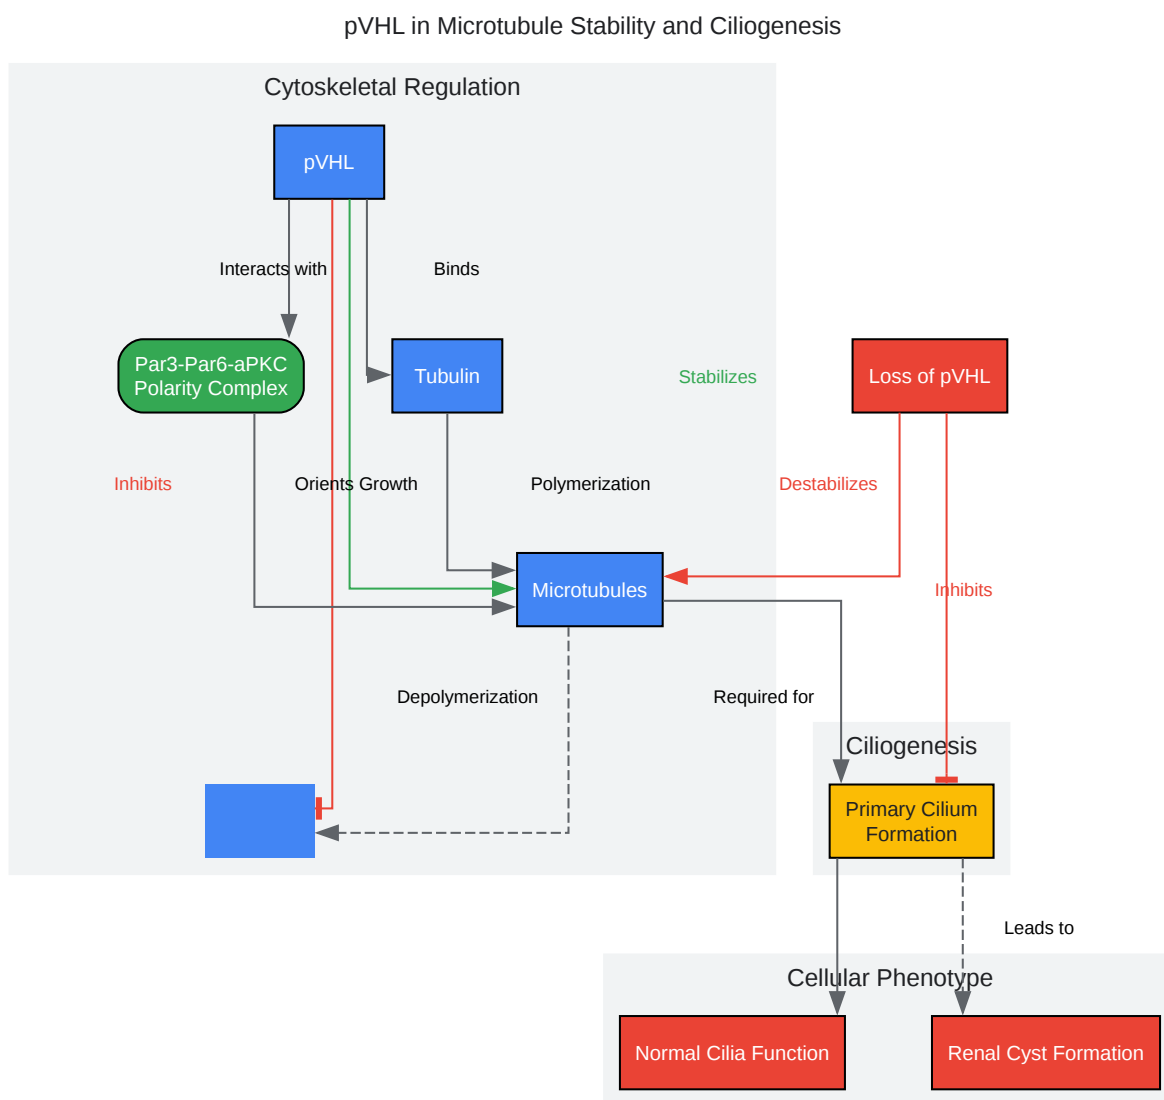 pVHL in Microtubule Stability and Ciliogenesis
Cytoskeletal Regulation
pVHL
Interacts with
Binds
Par3-Par6-aPKC
Polarity Complex
Tubulin
Stabilizes
Loss of pVHL
Inhibits
Orients Growth
Polymerization
Destabilizes
Microtubules
Inhibits
Depolymerization
Required for
Ciliogenesis
Primary Cilium
Formation
Leads to
Cellular Phenotype
Normal Cilia Function
Renal Cyst Formation